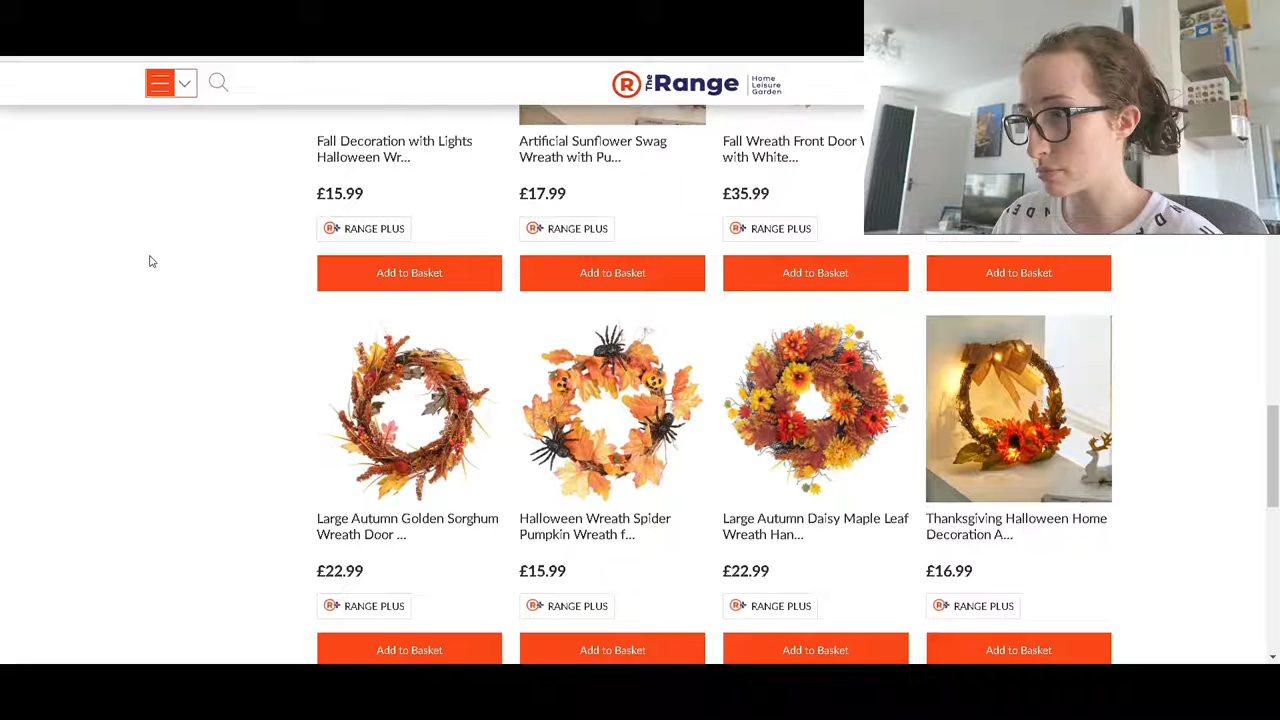 The Range
Home
Leisure
Garden
Fall Decoration with Lights
Halloween Wr...
£15.99
RANGE PLUS
Add to Basket
Artificial Sunflower Swag
Wreath with Pu...
£17.99
RANGE PLUS
Add to Basket
Fall Wreath Front Door
with White...
£35.99
RANGE PLUS
Add to Basket
Add to Basket
Large Autumn Golden Sorghum
Wreath Door ...
£22.99
RANGE PLUS
Add to Basket
Halloween Wreath Spider
Pumpkin Wreath f...
£15.99
RANGE PLUS
Add to Basket
Large Autumn Daisy Maple Leaf
Wreath Han...
£22.99
RANGE PLUS
Add to Basket
Thanksgiving Halloween Home
Decoration A...
£16.99
RANGE PLUS
Add to Basket